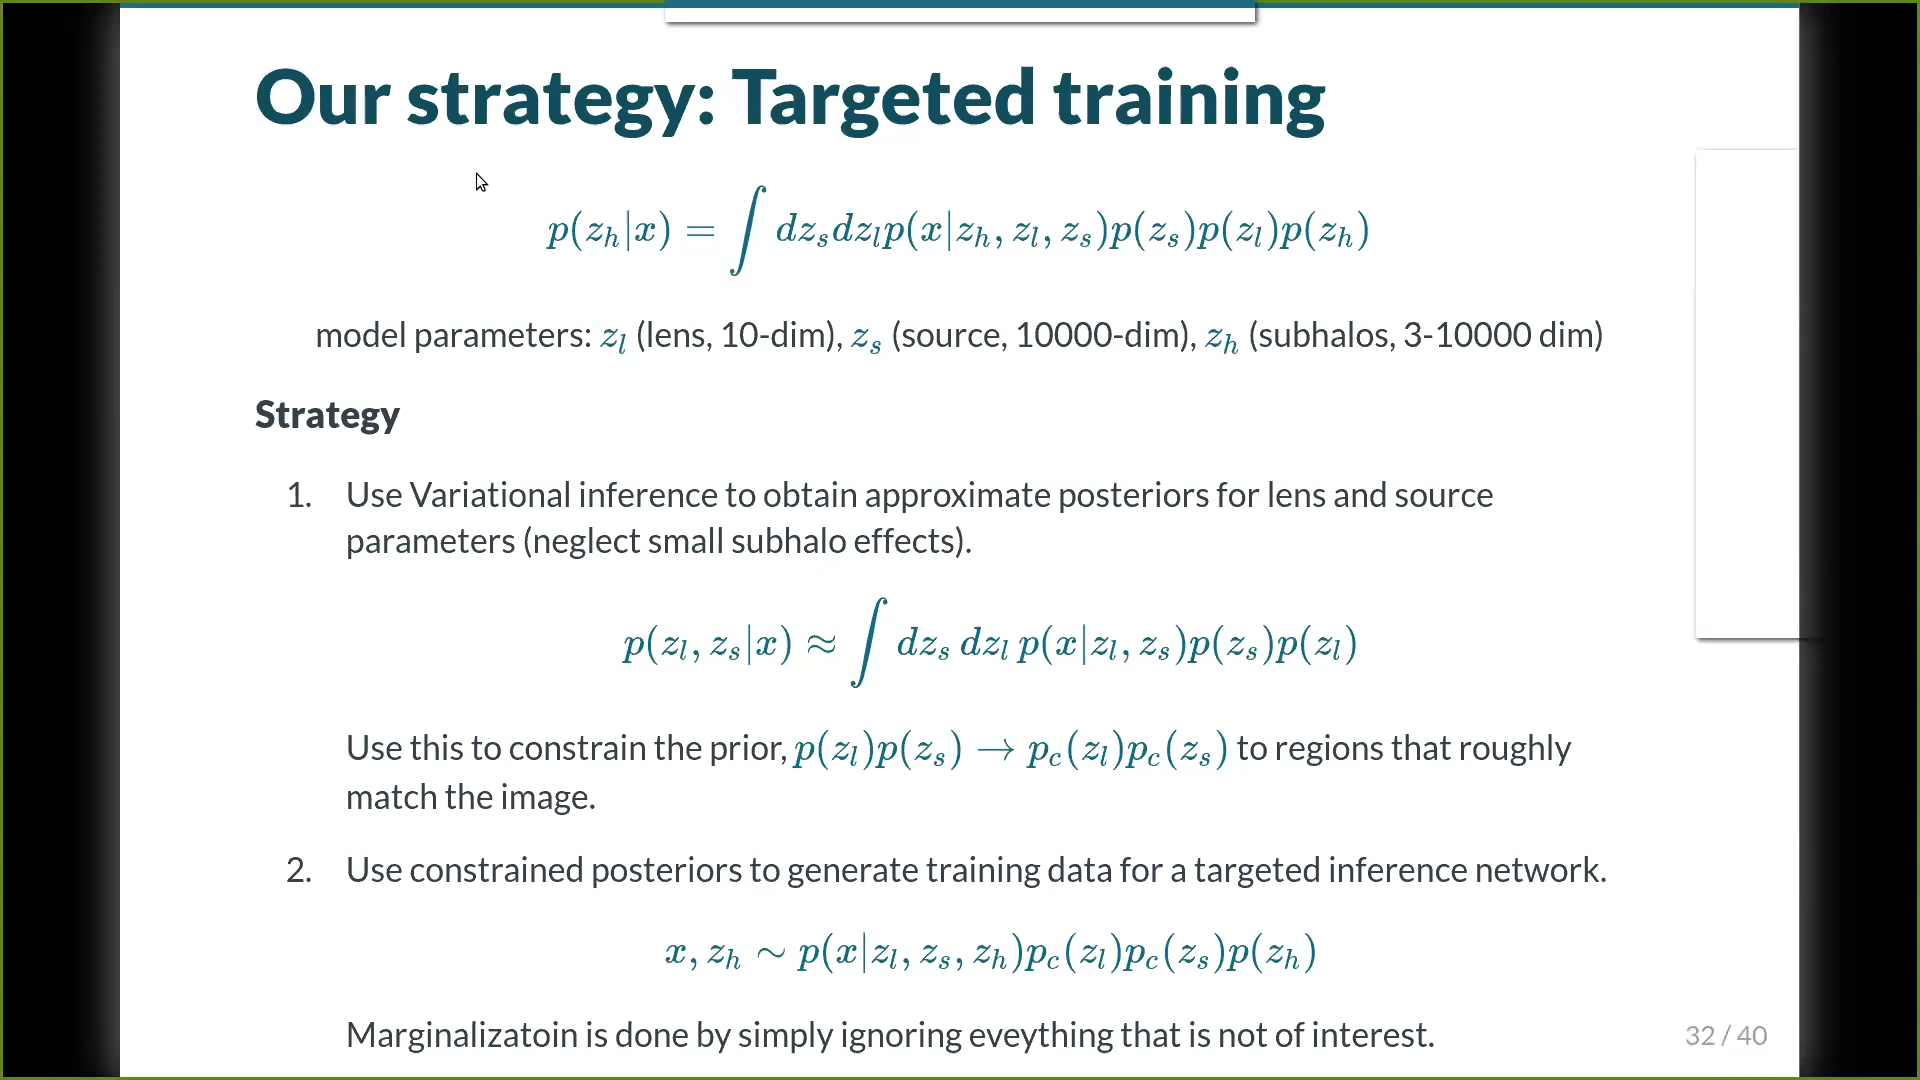 Our strategy: Targeted training
p(z_h|x) = ∫ dz_s dz_l p(x|z_h, z_l, z_s)p(z_s)p(z_l)p(z_h)
model parameters: z_l (lens, 10-dim), z_s (source, 10000-dim), z_h (subhalos, 3-10000 dim)
Strategy
1. Use Variational inference to obtain approximate posteriors for lens and source
parameters (neglect small subhalo effects).
p(z_l, z_s|x) ≈ ∫ dz_s dz_l p(x|z_l, z_s)p(z_s)p(z_l)
Use this to constrain the prior, p(z_l)p(z_s) → p_c(z_l)p_c(z_s) to regions that roughly
match the image.
2. Use constrained posteriors to generate training data for a targeted inference network.
x, z_h ∼ p(x|z_l, z_s, z_h)p_c(z_l)p_c(z_s)p(z_h)
Marginalizatoin is done by simply ignoring eveything that is not of interest.
32 / 40